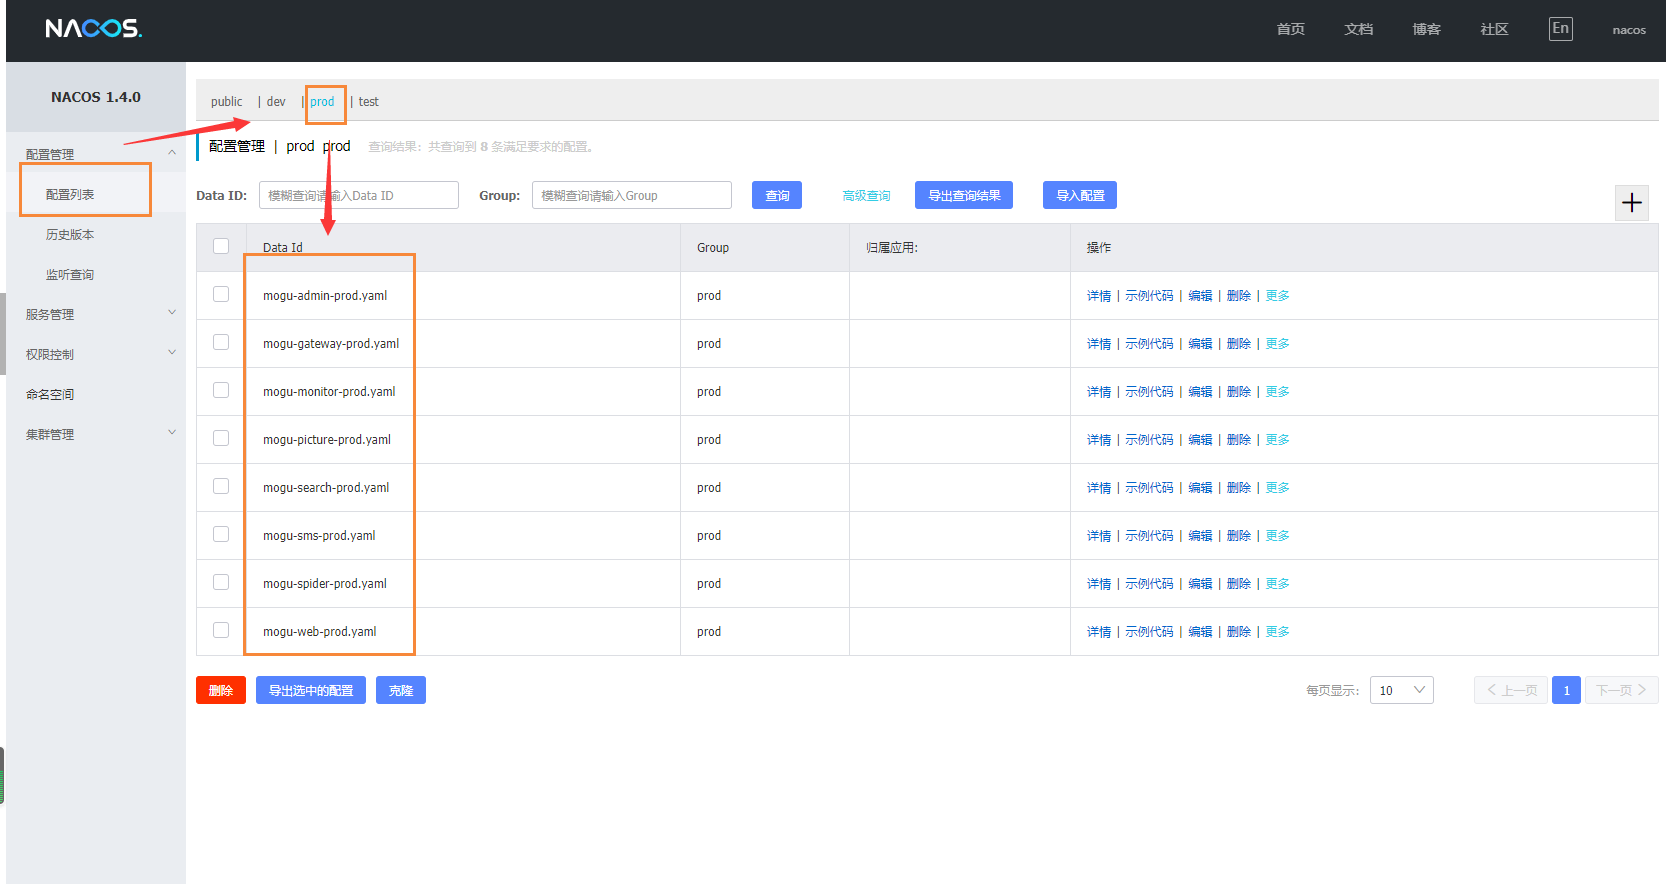 NACOS.
首页 文档 博客 社区 En nacos
NACOS 1.4.0
配置管理
配置列表
历史版本
监听查询
服务管理
权限控制
命名空间
集群管理
public | dev | prod | test
配置管理 | prod prod 查询结果：共查询到 8 条满足要求的配置。
Data ID: 模糊查询请输入Data ID Group: 模糊查询请输入Group 查询 高级查询 导出查询结果 导入配置 +
Data Id Group 归属应用: 操作
mogu-admin-prod.yaml prod 详情 | 示例代码 | 编辑 | 删除 | 更多
mogu-gateway-prod.yaml prod 详情 | 示例代码 | 编辑 | 删除 | 更多
mogu-monitor-prod.yaml prod 详情 | 示例代码 | 编辑 | 删除 | 更多
mogu-picture-prod.yaml prod 详情 | 示例代码 | 编辑 | 删除 | 更多
mogu-search-prod.yaml prod 详情 | 示例代码 | 编辑 | 删除 | 更多
mogu-sms-prod.yaml prod 详情 | 示例代码 | 编辑 | 删除 | 更多
mogu-spider-prod.yaml prod 详情 | 示例代码 | 编辑 | 删除 | 更多
mogu-web-prod.yaml prod 详情 | 示例代码 | 编辑 | 删除 | 更多
删除 导出选中的配置 克隆 每页显示: 10 上一页 1 下一页